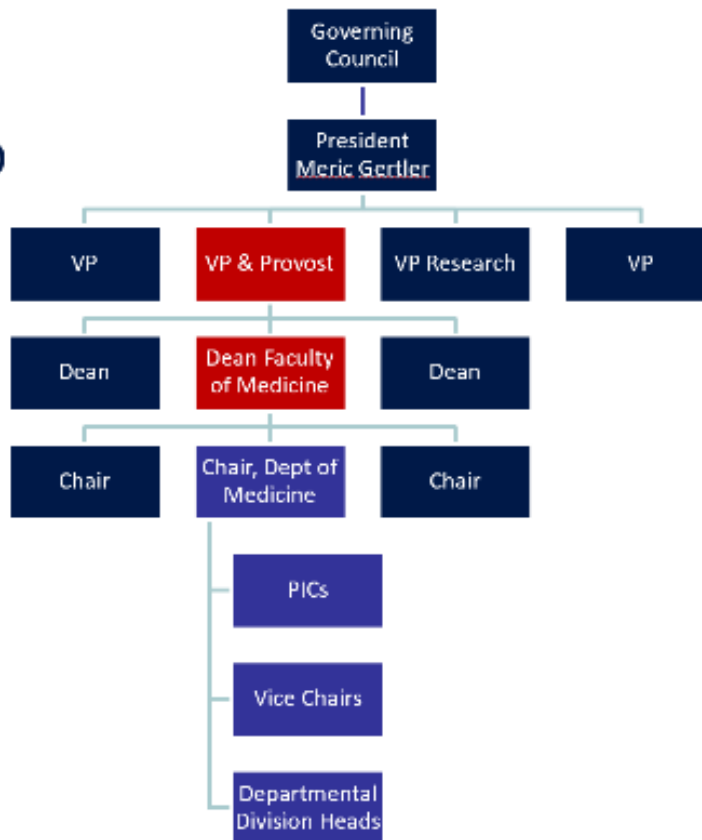 Governing
Council
President
Meric Gertler
VP
VP & Provost
VP Research
VP
Dean
Dean Faculty
of Medicine
Dean
Chair
Chair, Dept of
Medicine
Chair
PICs
Vice Chairs
Departmental
Division Heads